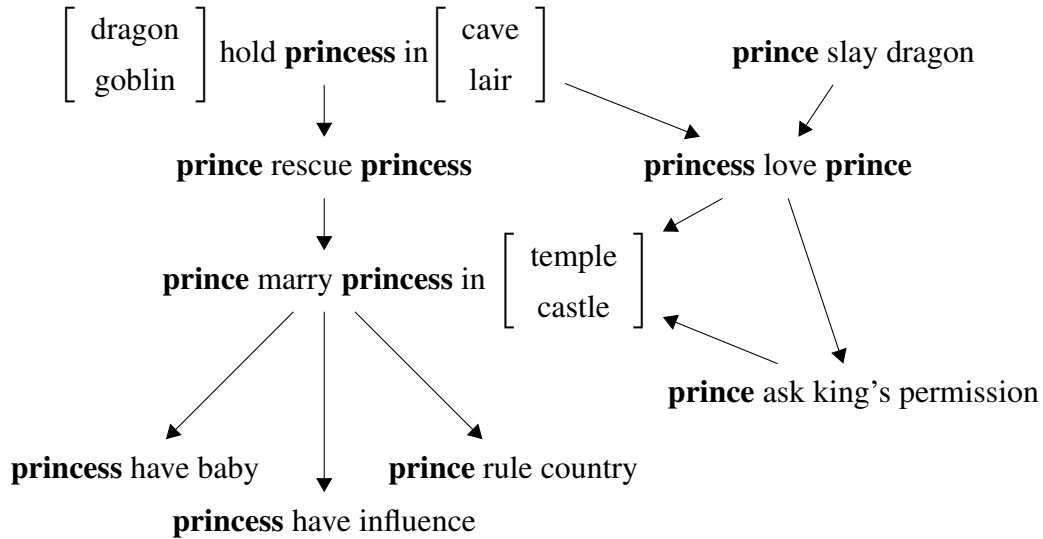 dragon
goblin
hold princess in
cave
lair
prince slay dragon
prince rescue princess
princess love prince
prince marry princess in
temple
castle
prince ask king's permission
princess have baby
prince rule country
princess have influence